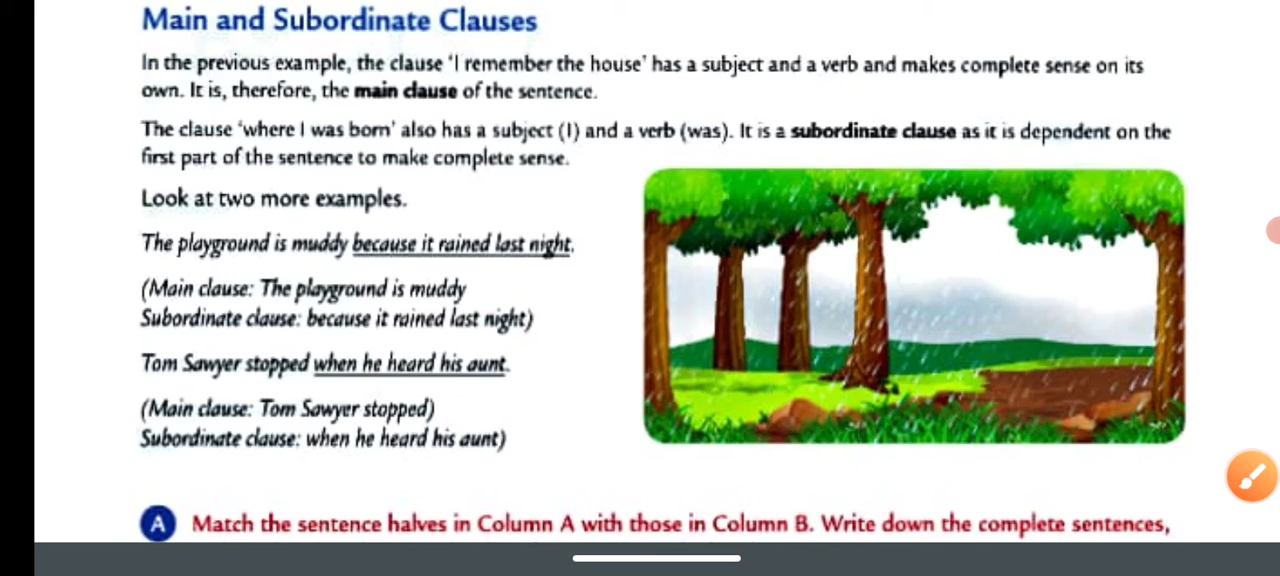 Main and Subordinate Clauses
In the previous example, the clause ‘I remember the house’ has a subject and a verb and makes complete sense on its
own. It is, therefore, the main clause of the sentence.
The clause ‘where I was born’ also has a subject (I) and a verb (was). It is a subordinate clause as it is dependent on the
first part of the sentence to make complete sense.
Look at two more examples.
The playground is muddy because it rained last night.
(Main clause: The playground is muddy
Subordinate clause: because it rained last night)
Tom Sawyer stopped when he heard his aunt.
(Main clause: Tom Sawyer stopped)
Subordinate clause: when he heard his aunt)
A Match the sentence halves in Column A with those in Column B. Write down the complete sentences,